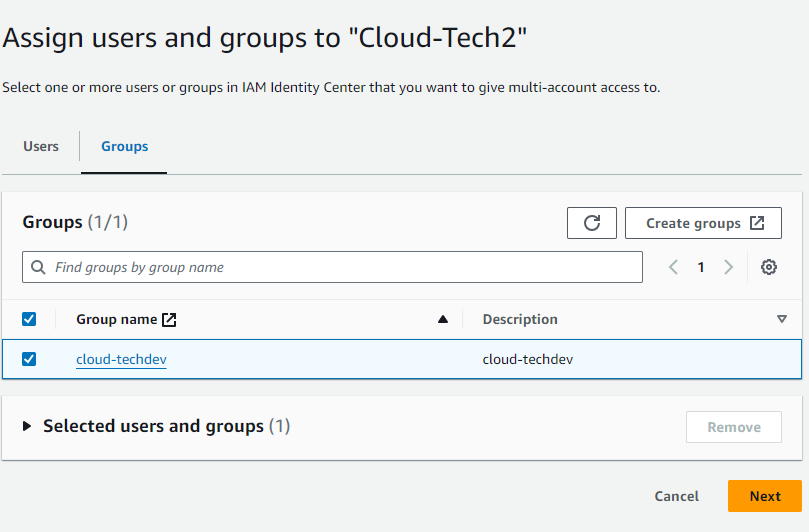 Assign users and groups to "Cloud-Tech2"
Select one or more users or groups in IAM Identity Center that you want to give multi-account access to.
Users Groups
Groups (1/1) Create groups
Find groups by group name 1
Group name Description
cloud-techdev cloud-techdev
Selected users and groups (1) Remove
Cancel Next